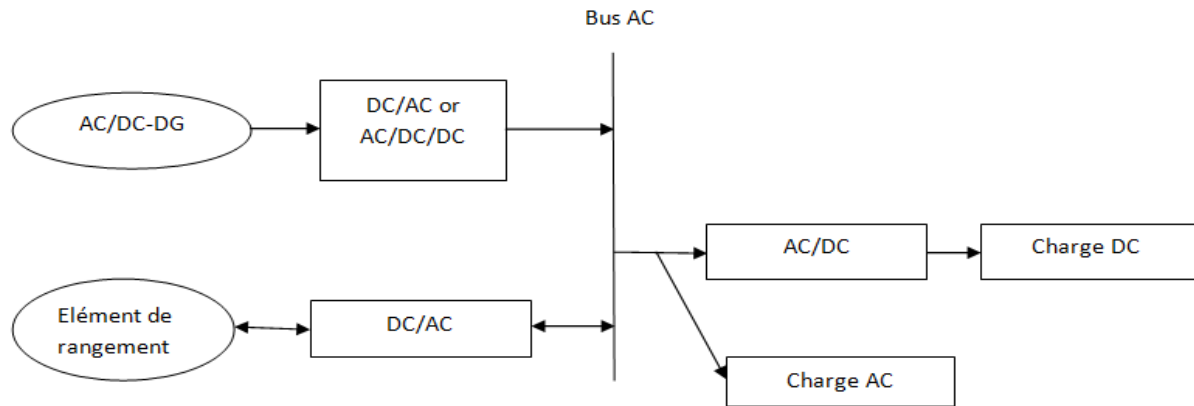 Bus AC
AC/DC-DG
DC/AC or
AC/DC/DC
AC/DC
Charge DC
Elément de
rangement
DC/AC
Charge AC